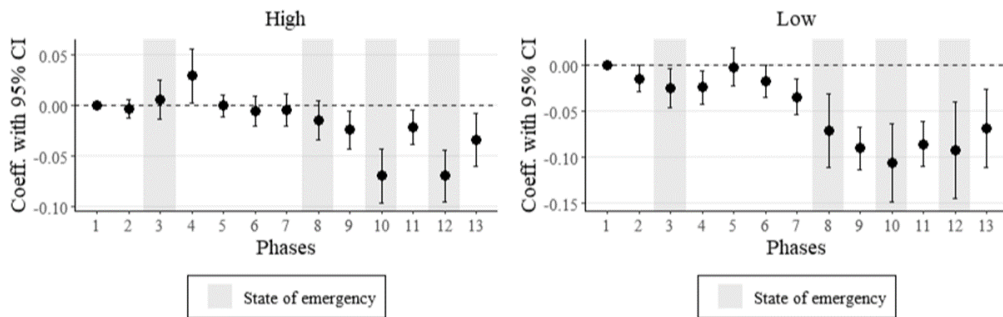 High
Coeff. with 95% CI
0.05
0.00
-0.05
-0.10
1 2 3 4 5 6 7 8 9 10 11 12 13
Phases
State of emergency
Low
Coeff. with 95% CI
0.00
-0.05
-0.10
-0.15
1 2 3 4 5 6 7 8 9 10 11 12 13
Phases
State of emergency